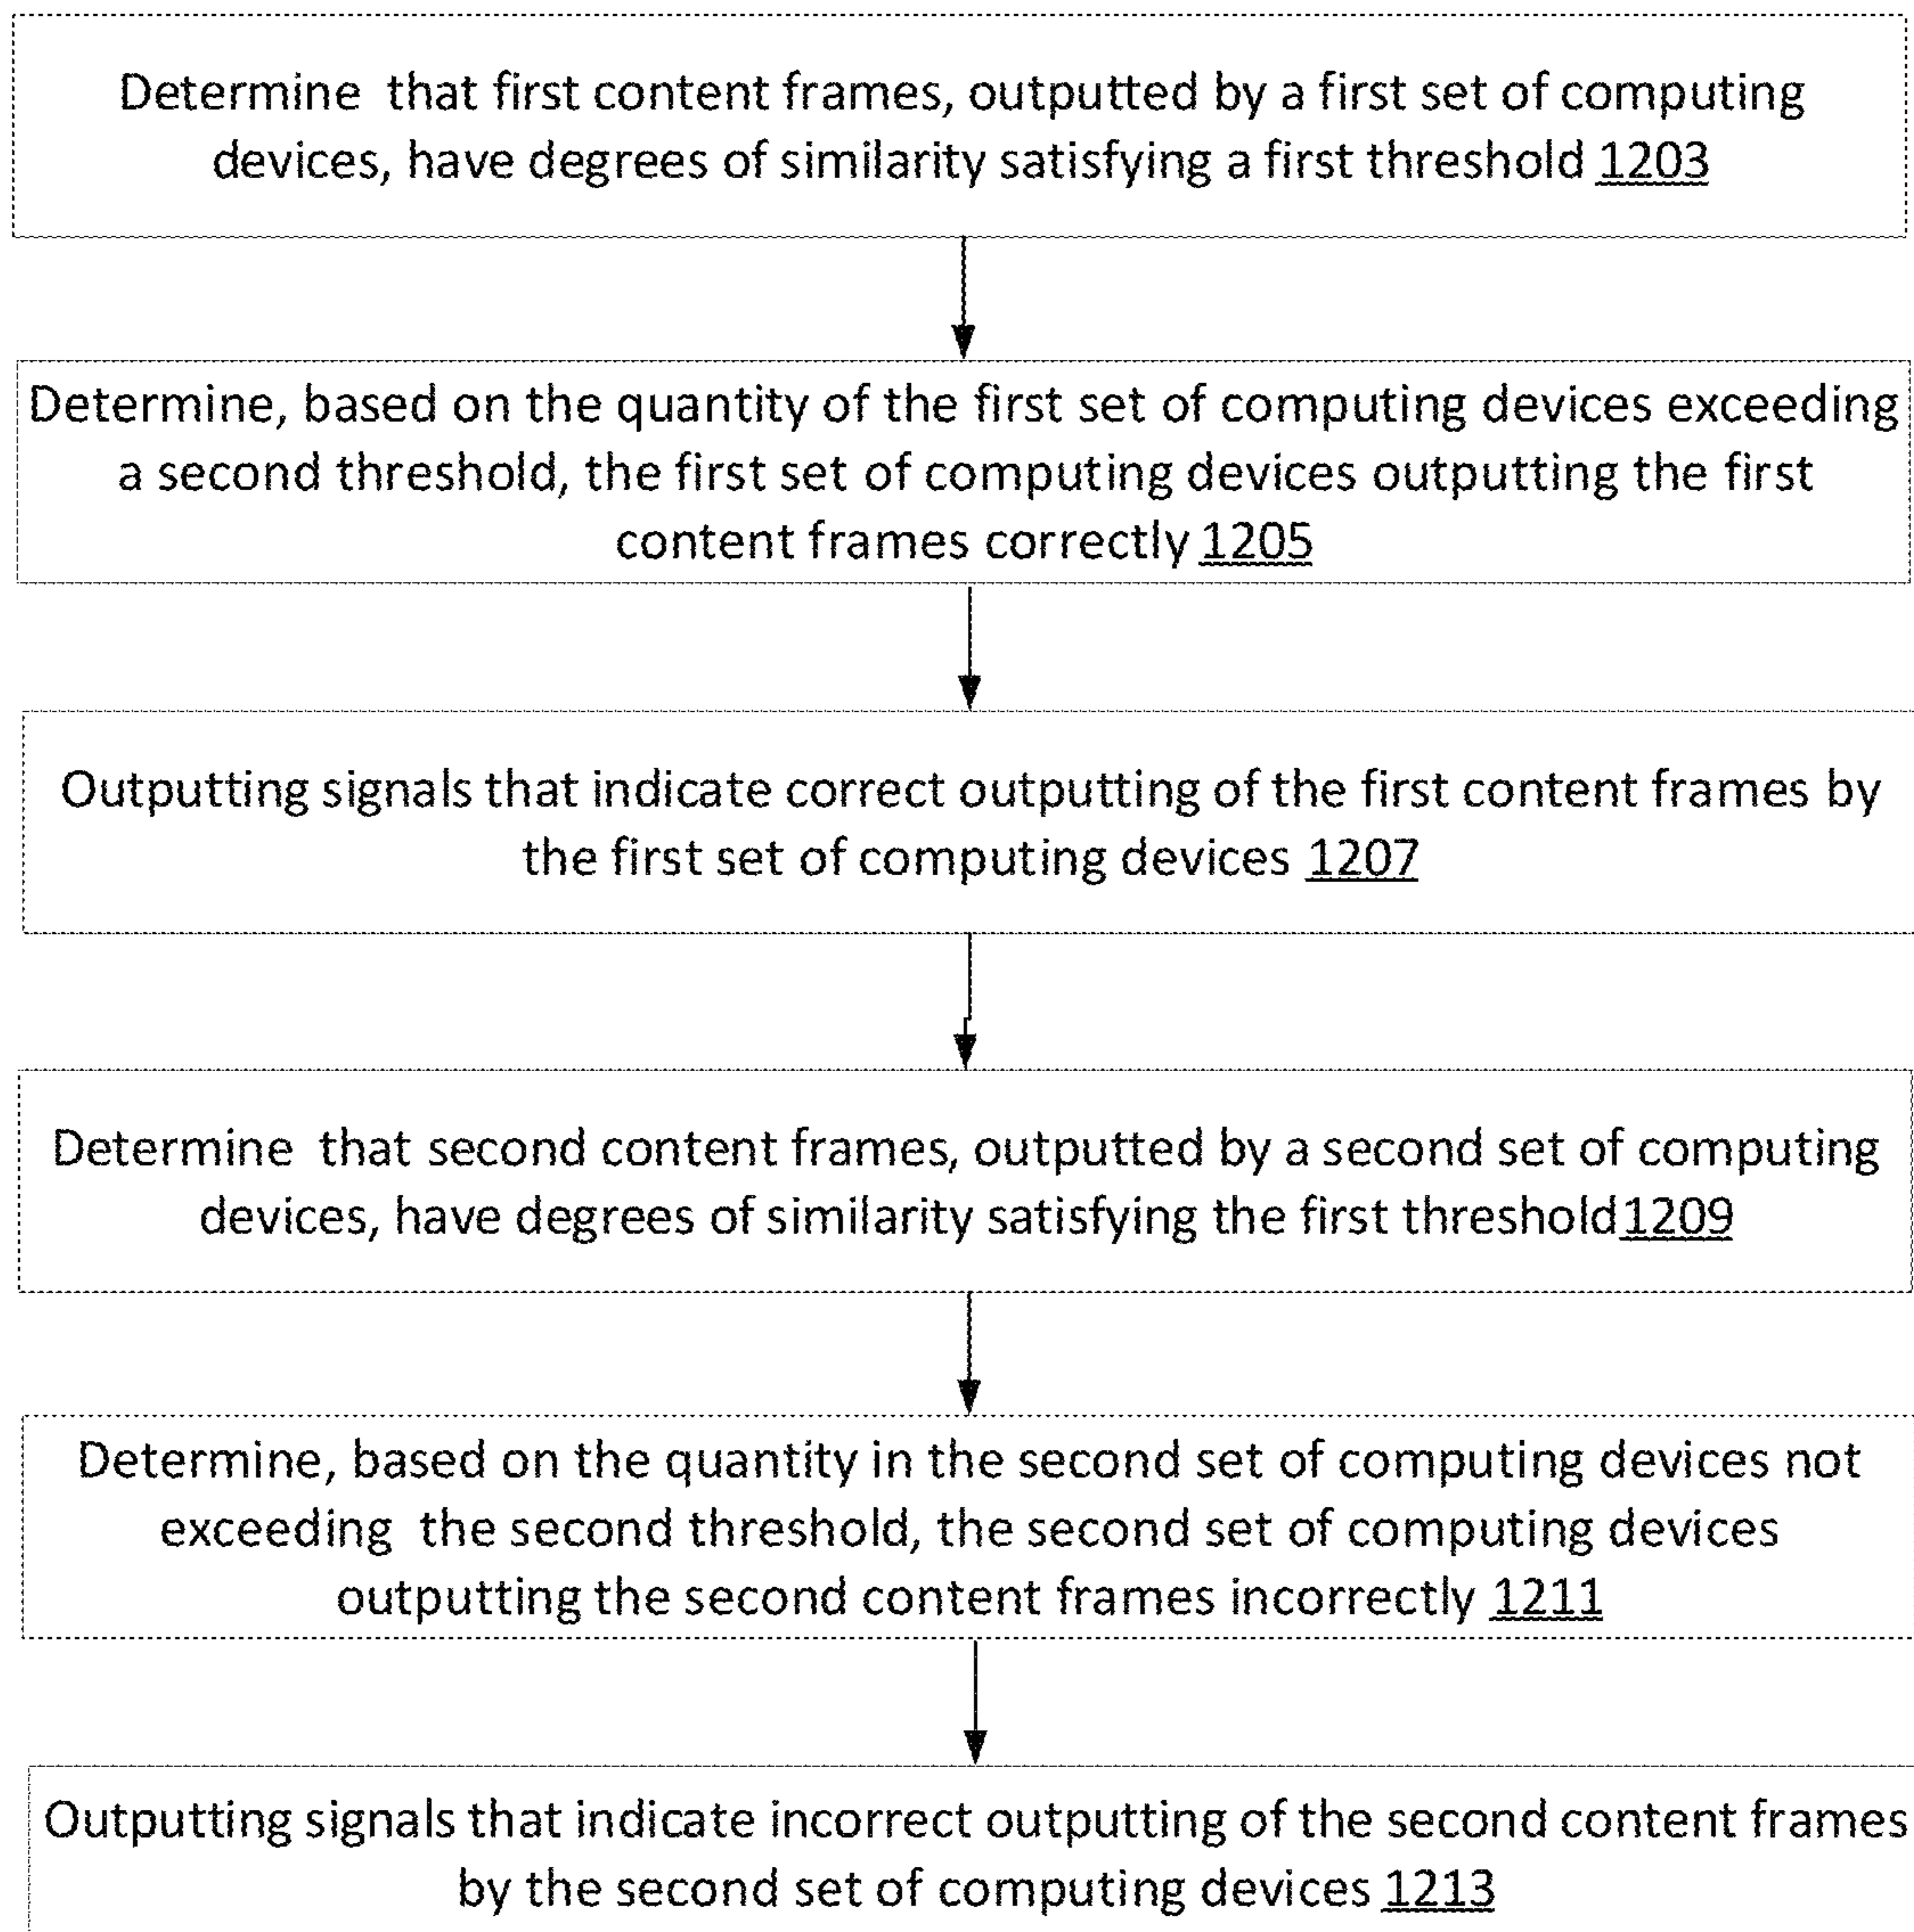 Determine that first content frames, outputted by a first set of computing
devices, have degrees of similarity satisfying a first threshold 1203
Determine, based on the quantity of the first set of computing devices exceeding
a second threshold, the first set of computing devices outputting the first
content frames correctly 1205
Outputting signals that indicate correct outputting of the first content frames by
the first set of computing devices 1207
Determine that second content frames, outputted by a second set of computing
devices, have degrees of similarity satisfying the first threshold1209
Determine, based on the quantity in the second set of computing devices not
exceeding the second threshold, the second set of computing devices
outputting the second content frames incorrectly 1211
Outputting signals that indicate incorrect outputting of the second content frames
by the second set of computing devices 1213